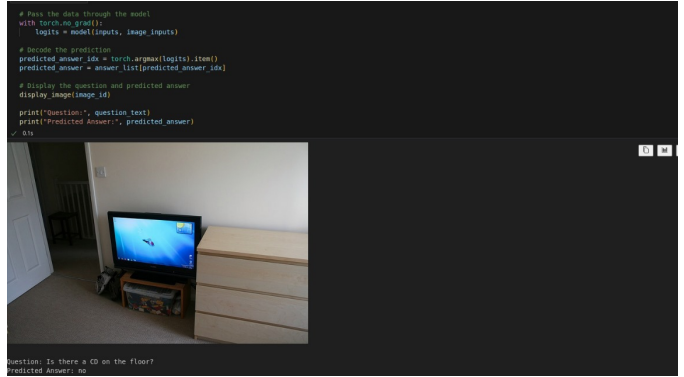 # Pass the data through the model
with torch.no_grad():
    logits = model(inputs, image_inputs)
# Decode the prediction
predicted_answer_idx = torch.argmax(logits).item()
predicted_answer = answer_list[predicted_answer_idx]
# Display the question and predicted answer
display_image(image_id)
print("Question:", question_text)
print("Predicted Answer:", predicted_answer)
✓ 0.1s
Question: Is there a CD on the floor?
Predicted Answer: no